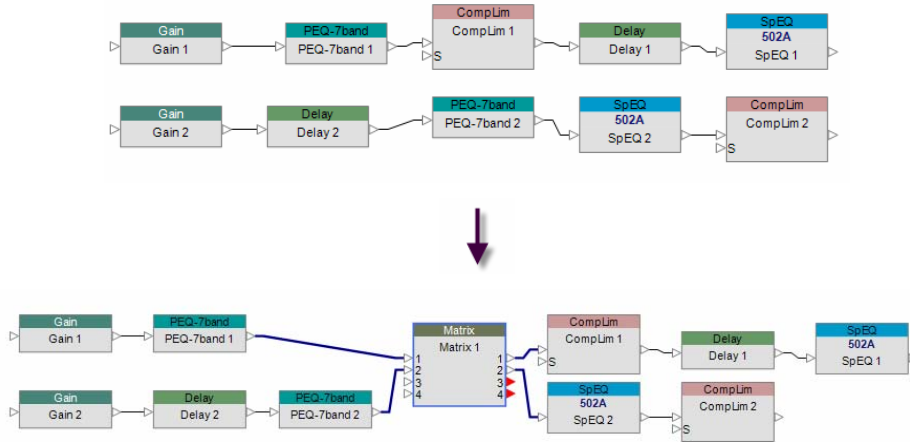 Gain
Gain 1
PEQ-7band
PEQ-7band 1
CompLim
CompLim 1
S
Delay
Delay 1
SpEQ
502A
SpEQ 1
Gain
Gain 2
Delay
Delay 2
PEQ-7band
PEQ-7band 2
SpEQ
502A
SpEQ 2
CompLim
CompLim 2
S
Gain
Gain 1
PEQ-7band
PEQ-7band 1
Matrix
Matrix 1
1 1
2 2
3 3
4 4
CompLim
CompLim 1
S
Delay
Delay 1
SpEQ
502A
SpEQ 1
Gain
Gain 2
Delay
Delay 2
PEQ-7band
PEQ-7band 2
SpEQ
502A
SpEQ 2
CompLim
CompLim 2
S